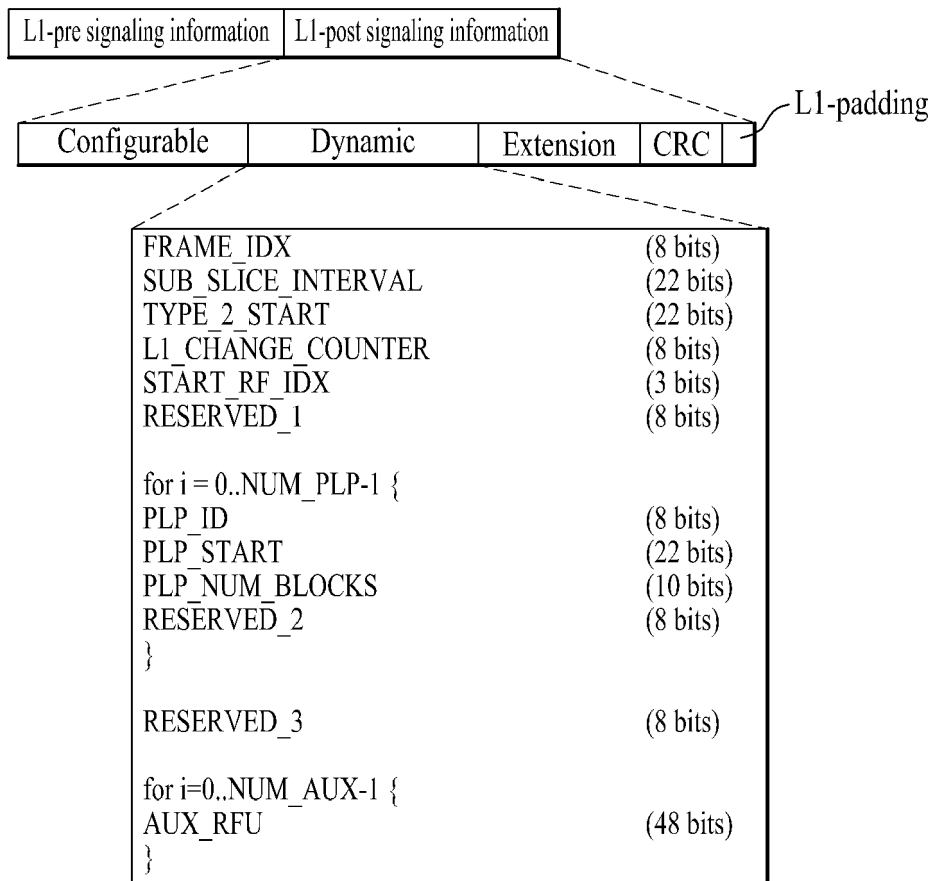 L1-pre signaling information L1-post signaling information
L1-padding
Configurable Dynamic Extension CRC
FRAME_IDX (8 bits)
SUB_SLICE_INTERVAL (22 bits)
TYPE_2_START (22 bits)
L1_CHANGE_COUNTER (8 bits)
START_RF_IDX (3 bits)
RESERVED_1 (8 bits)
for i = 0..NUM_PLP-1 {
PLP_ID (8 bits)
PLP_START (22 bits)
PLP_NUM_BLOCKS (10 bits)
RESERVED_2 (8 bits)
}
RESERVED_3 (8 bits)
for i=0..NUM_AUX-1 {
AUX_RFU (48 bits)
}